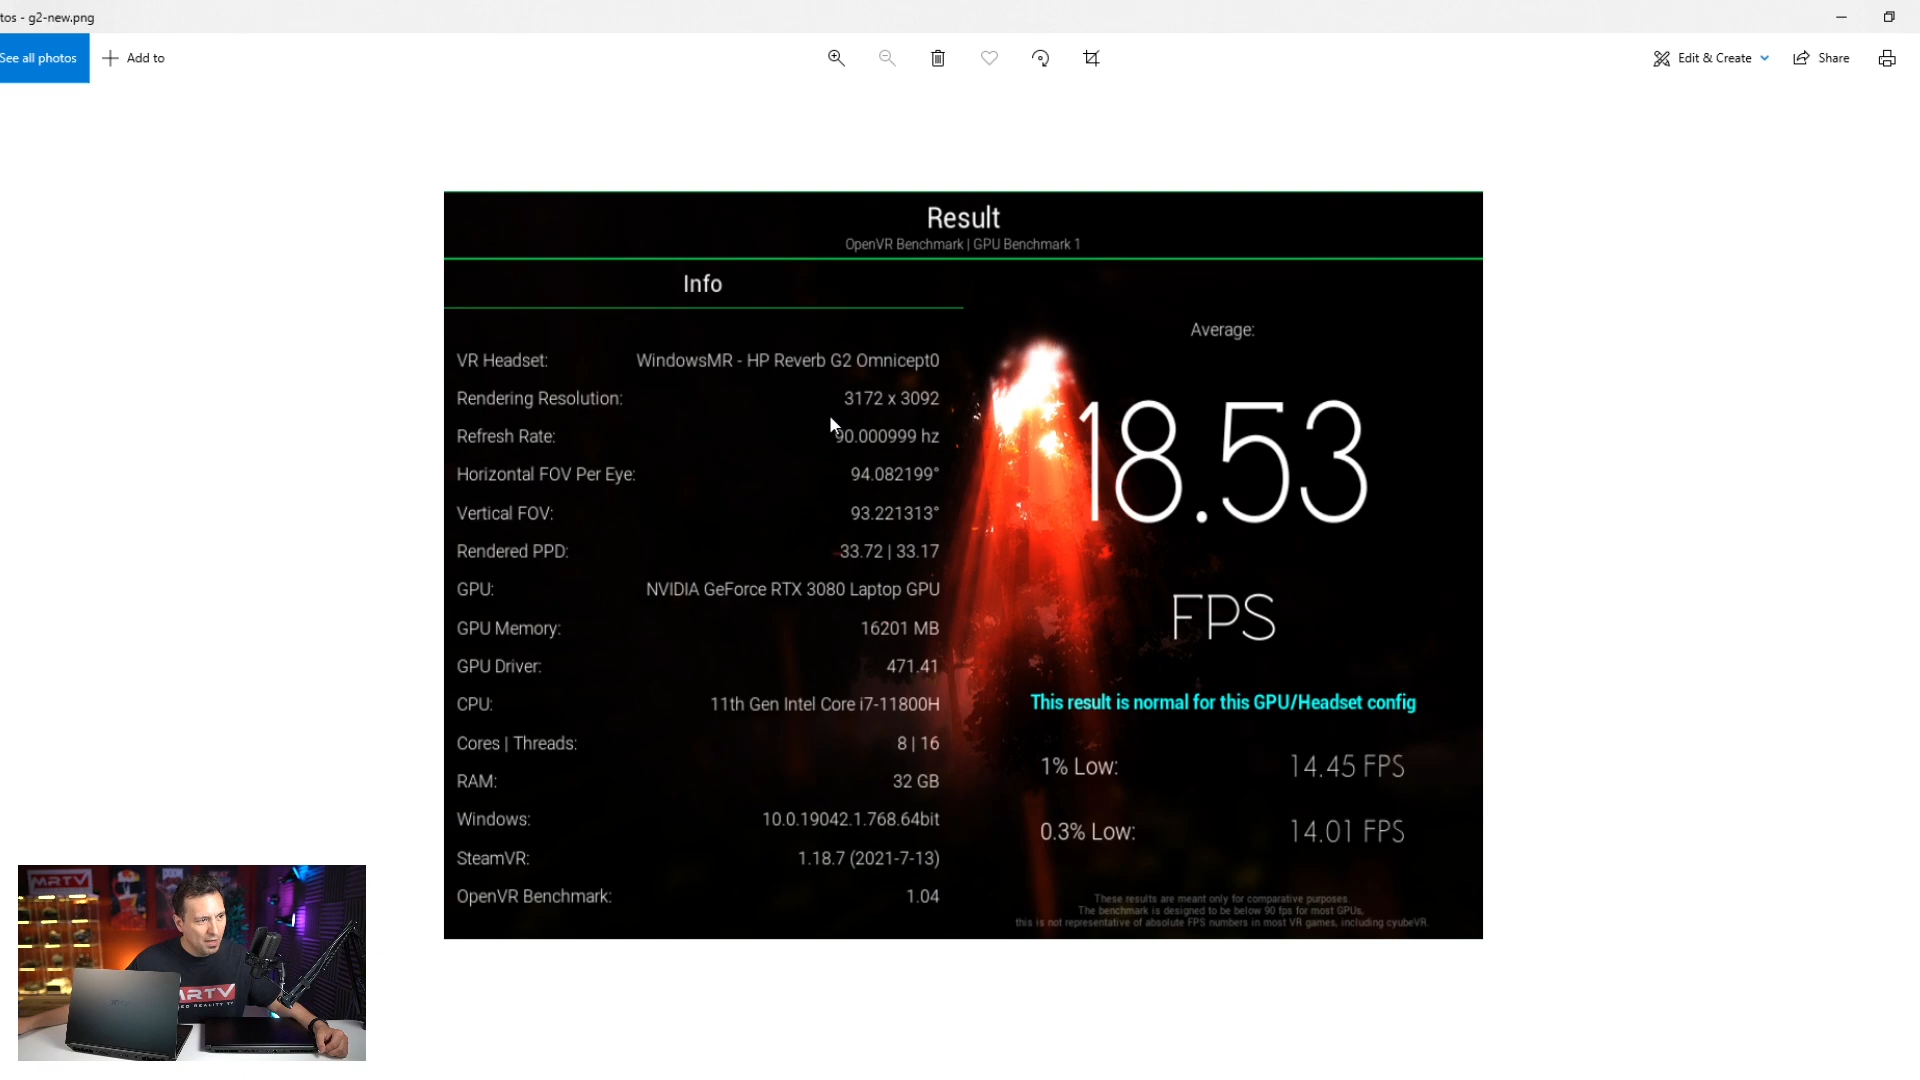 tos - g2-new.png
See all photos
Add to
Edit & Create
Share
Result
OpenVR Benchmark | GPU Benchmark 1
Info
VR Headset: WindowsMR - HP Reverb G2 Omnicept0
Rendering Resolution: 3172 x 3092
Refresh Rate: 90.000999 hz
Horizontal FOV Per Eye: 94.082199°
Vertical FOV: 93.221313°
Rendered PPD: 33.72 | 33.17
GPU: NVIDIA GeForce RTX 3080 Laptop GPU
GPU Memory: 16201 MB
GPU Driver: 471.41
CPU: 11th Gen Intel Core i7-11800H
Cores | Threads: 8 | 16
RAM: 32 GB
Windows: 10.0.19042.1.768.64bit
SteamVR: 1.18.7 (2021-7-13)
OpenVR Benchmark: 1.04
Average:
18.53
FPS
This result is normal for this GPU/Headset config
1% Low: 14.45 FPS
0.3% Low: 14.01 FPS
These results are meant only for comparative purposes.
The benchmark is designed to be below 90 fps for most GPUs,
this is not representative of absolute FPS numbers in most VR games, including cyubeVR.
MRTV
MRTV